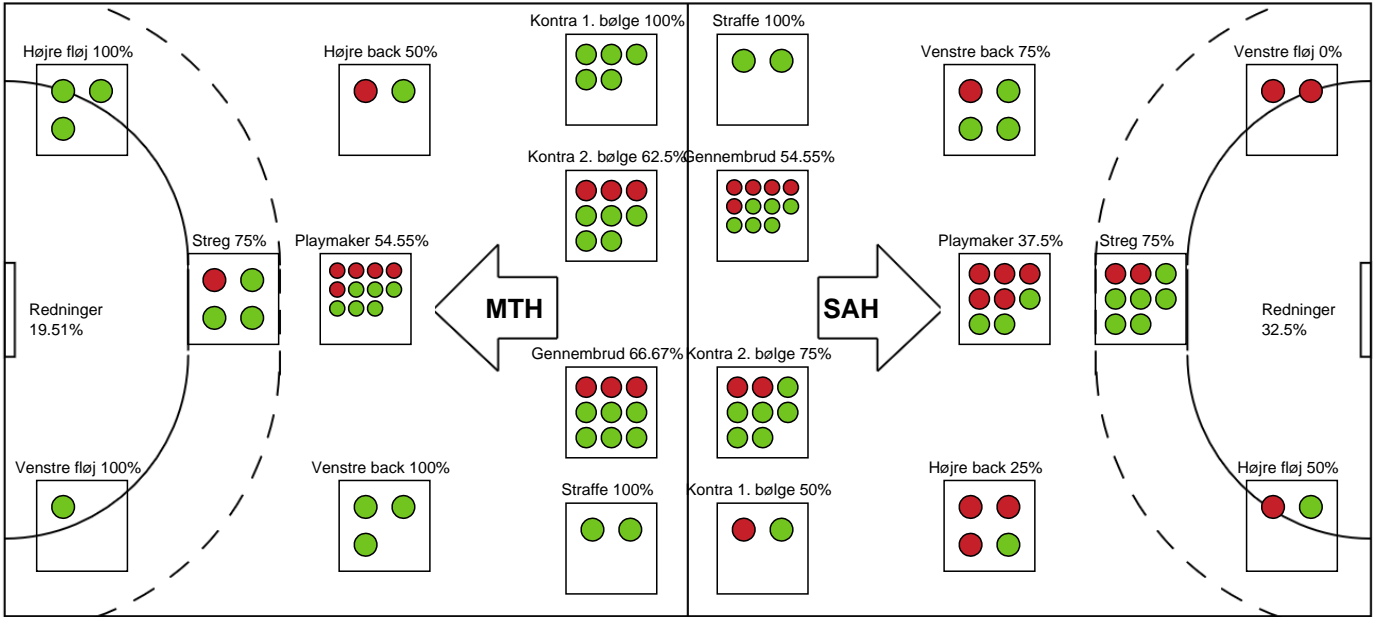 Kontra 1. bølge 100%
Straffe 100%
Højre fløj 100%
Højre back 50%
Venstre back 75%
Venstre fløj 0%
Kontra 2. bølge 62.5%
Gennembrud 54.55%
Streg 75%
Playmaker 54.55%
Playmaker 37.5%
Streg 75%
MTH
SAH
Redninger
19.51%
Redninger
32.5%
Gennembrud 66.67%
Kontra 2. bølge 75%
Venstre fløj 100%
Venstre back 100%
Straffe 100%
Kontra 1. bølge 50%
Højre back 25%
Højre fløj 50%